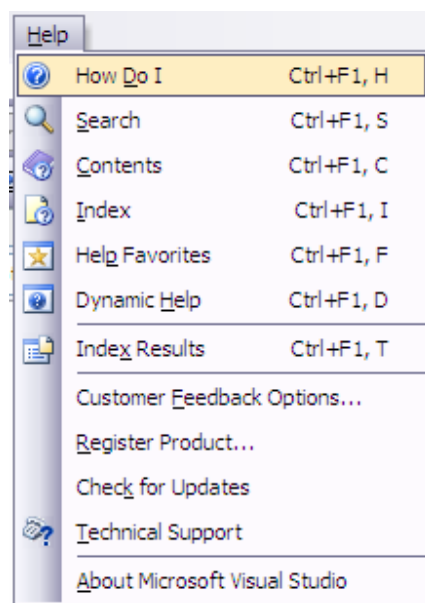 Help
How Do I Ctrl+F1, H
Search Ctrl+F1, S
Contents Ctrl+F1, C
Index Ctrl+F1, I
Help Favorites Ctrl+F1, F
Dynamic Help Ctrl+F1, D
Index Results Ctrl+F1, T
Customer Feedback Options...
Register Product...
Check for Updates
Technical Support
About Microsoft Visual Studio